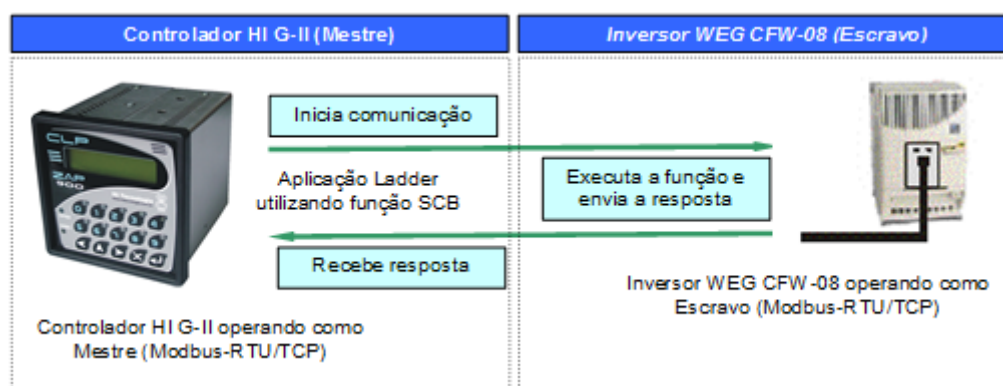 Controlador HI G-II (Mestre)
Inversor WEG CFW-08 (Escravo)
Inicia comunicação
CLP
ZAP
900
Aplicação Ladder
utilizando função SCB
Executa a função e
envia a resposta
Recebe resposta
Controlador HI G-II operando como
Mestre (Modbus-RTU/TCP)
Inversor WEG CFW-08 operando como
Escravo (Modbus-RTU/TCP)